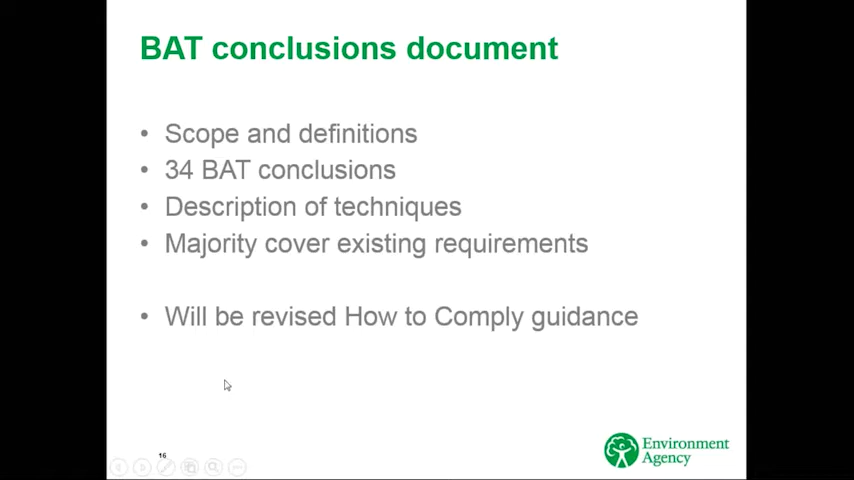 BAT conclusions document
• Scope and definitions
• 34 BAT conclusions
• Description of techniques
• Majority cover existing requirements
• Will be revised How to Comply guidance
16
Environment
Agency